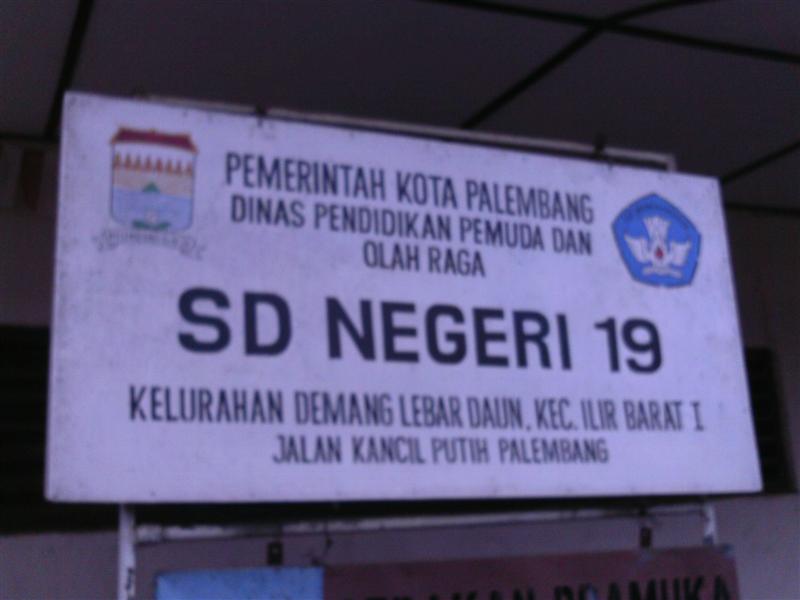 PEMERINTAH KOTA PALEMBANG
DINAS PENDIDIKAN PEMUDA DAN
OLAH RAGA
SD NEGERI 19
KELURAHAN DEMANG LEBAR DAUN, KEC. ILIR BARAT I
JALAN KANCIL PUTIH PALEMBANG
PRAMUKA